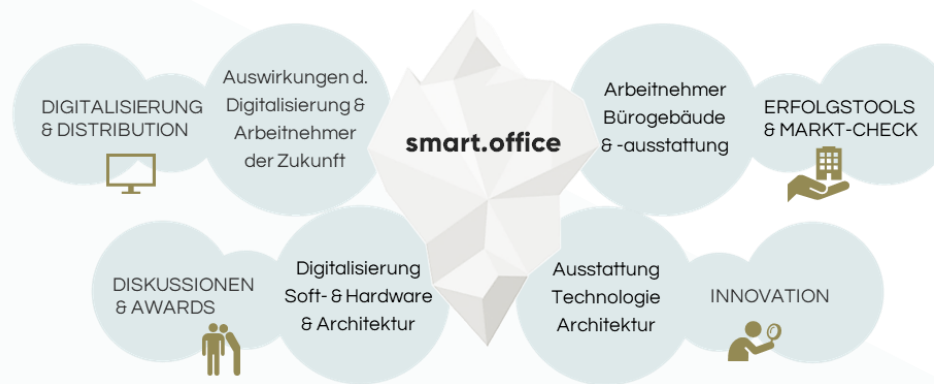 DIGITALISIERUNG
& DISTRIBUTION
Auswirkungen d.
Digitalisierung &
Arbeitnehmer
der Zukunft
smart.office
Arbeitnehmer
Bürogebäude
& -ausstattung
ERFOLGSTOOLS
& MARKT-CHECK
DISKUSSIONEN
& AWARDS
Digitalisierung
Soft- & Hardware
& Architektur
Ausstattung
Technologie
Architektur
INNOVATION